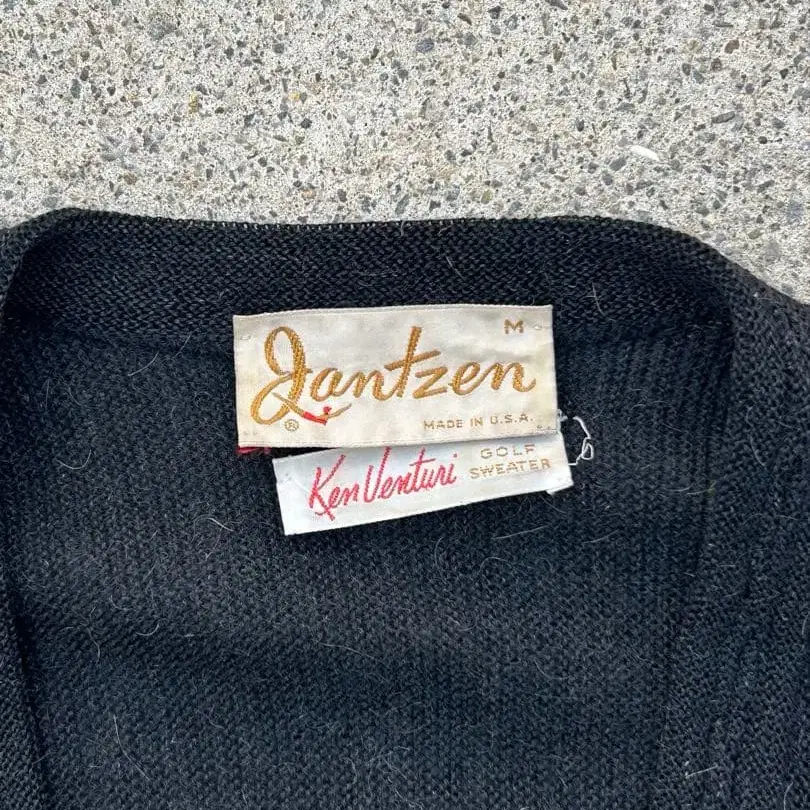 M
Jantzen
®
MADE IN U.S.A.
Ken Venturi GOLF
SWEATER